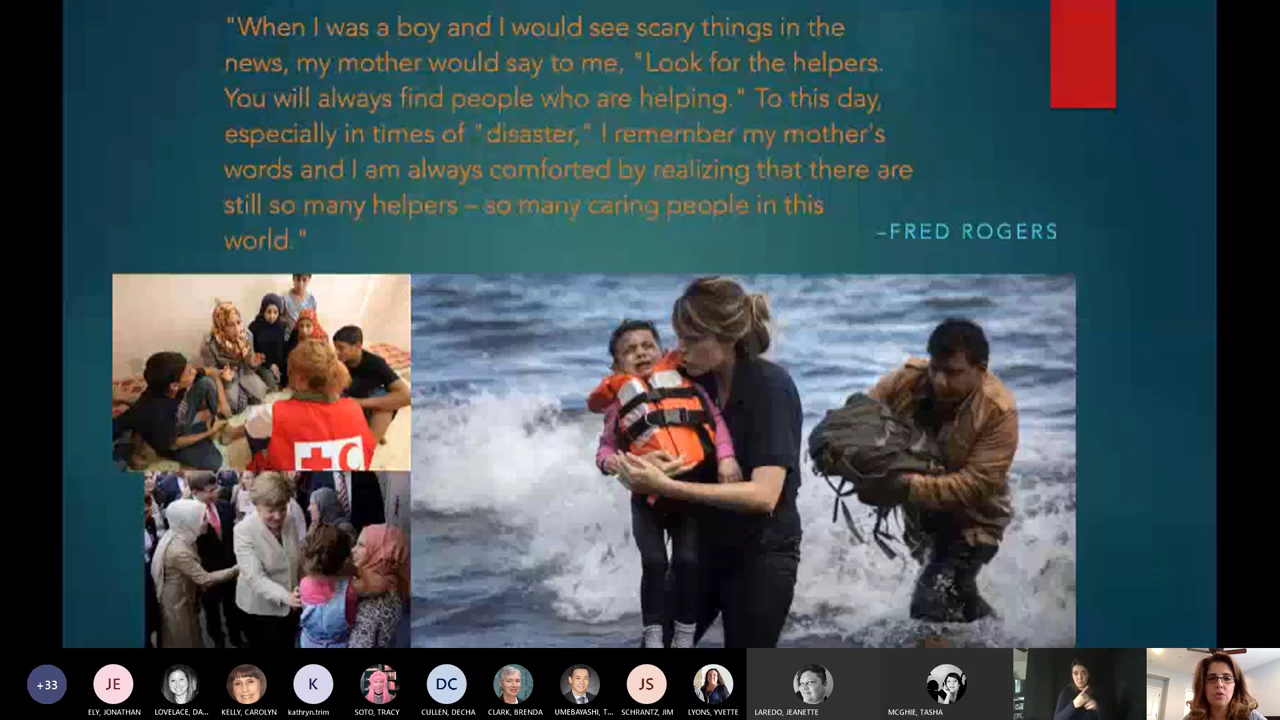 "When I was a boy and I would see scary things in the
news, my mother would say to me, "Look for the helpers.
You will always find people who are helping." To this day,
especially in times of "disaster," I remember my mother's
words and I am always comforted by realizing that there are
still so many helpers – so many caring people in this
world."
–FRED ROGERS
+33
JE
K
DC
JS
ELY, JONATHAN
LOVELACE, DA...
KELLY, CAROLYN
kathryn.trim
SOTO, TRACY
CULLEN, DECHA
CLARK, BRENDA
UMEBAYASHI, T...
SCHRANTZ, JIM
LYONS, YVETTE
LAREDO, JEANETTE
MCGHIE, TASHA